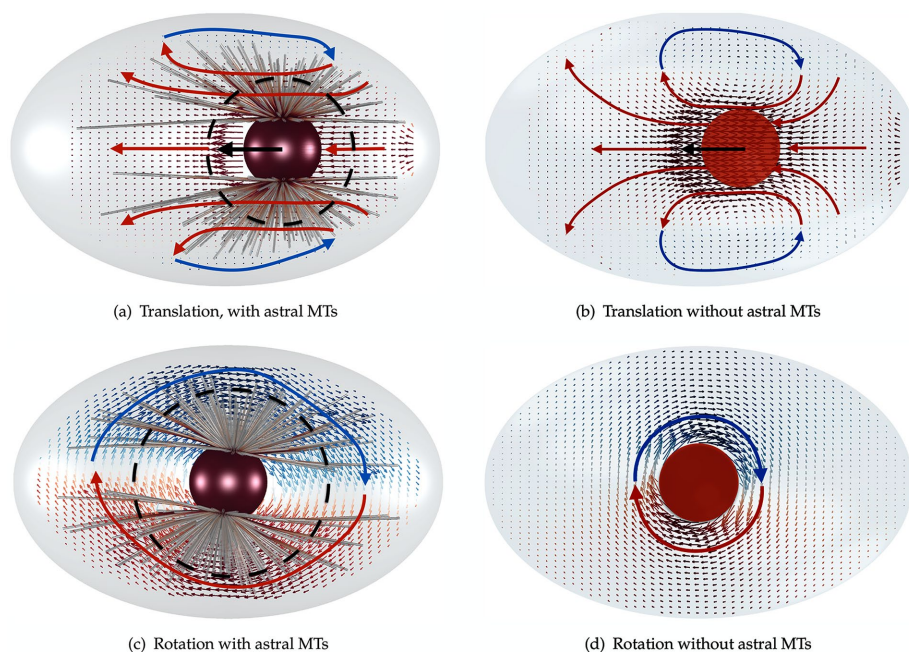 (a) Translation, with astral MTs
(b) Translation without astral MTs
(c) Rotation with astral MTs
(d) Rotation without astral MTs